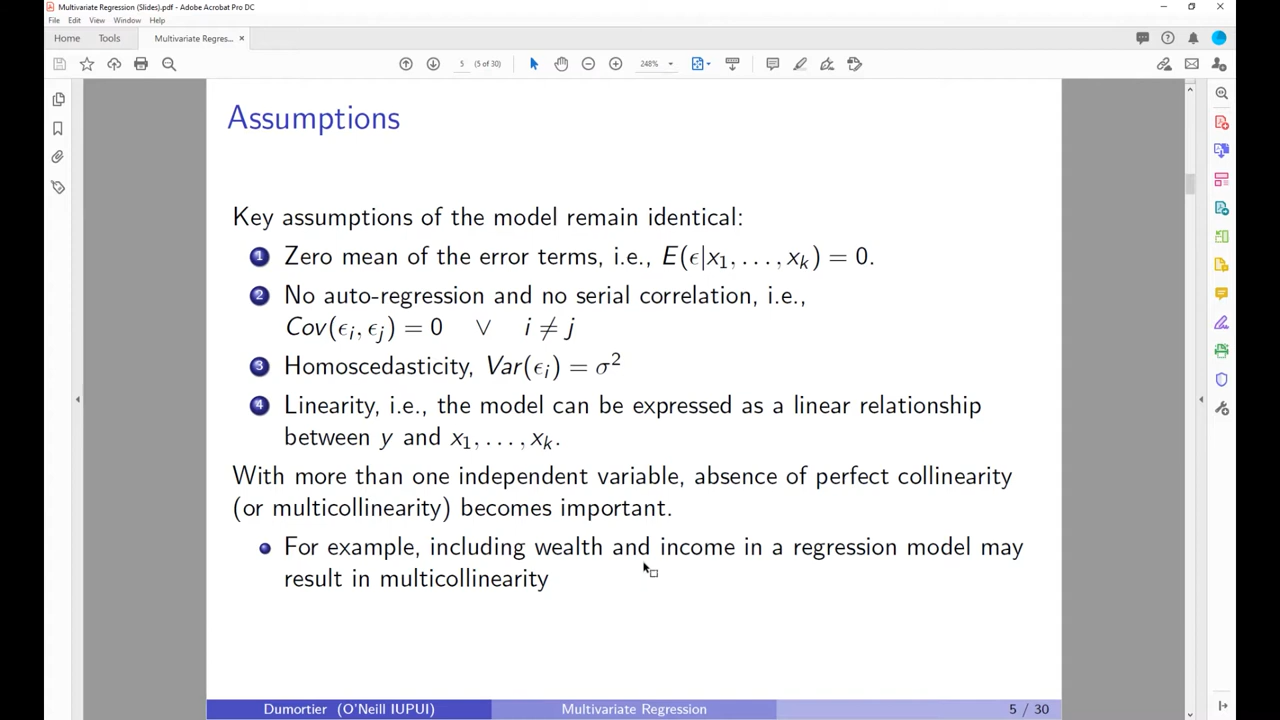 Multivariate Regression (Slides).pdf - Adobe Acrobat Pro DC
File Edit View Window Help
Home Tools Multivariate Regres... ×
5 (5 of 30) 248%
Assumptions
Key assumptions of the model remain identical:
1 Zero mean of the error terms, i.e., E(ϵ|x₁, . . . , xₖ) = 0.
2 No auto-regression and no serial correlation, i.e.,
Cov(ϵᵢ, ϵⱼ) = 0 ∨ i ≠ j
3 Homoscedasticity, Var(ϵᵢ) = σ²
4 Linearity, i.e., the model can be expressed as a linear relationship
between y and x₁, . . . , xₖ.
With more than one independent variable, absence of perfect collinearity
(or multicollinearity) becomes important.
For example, including wealth and income in a regression model may
result in multicollinearity
Dumortier (O'Neill IUPUI) Multivariate Regression 5 / 30